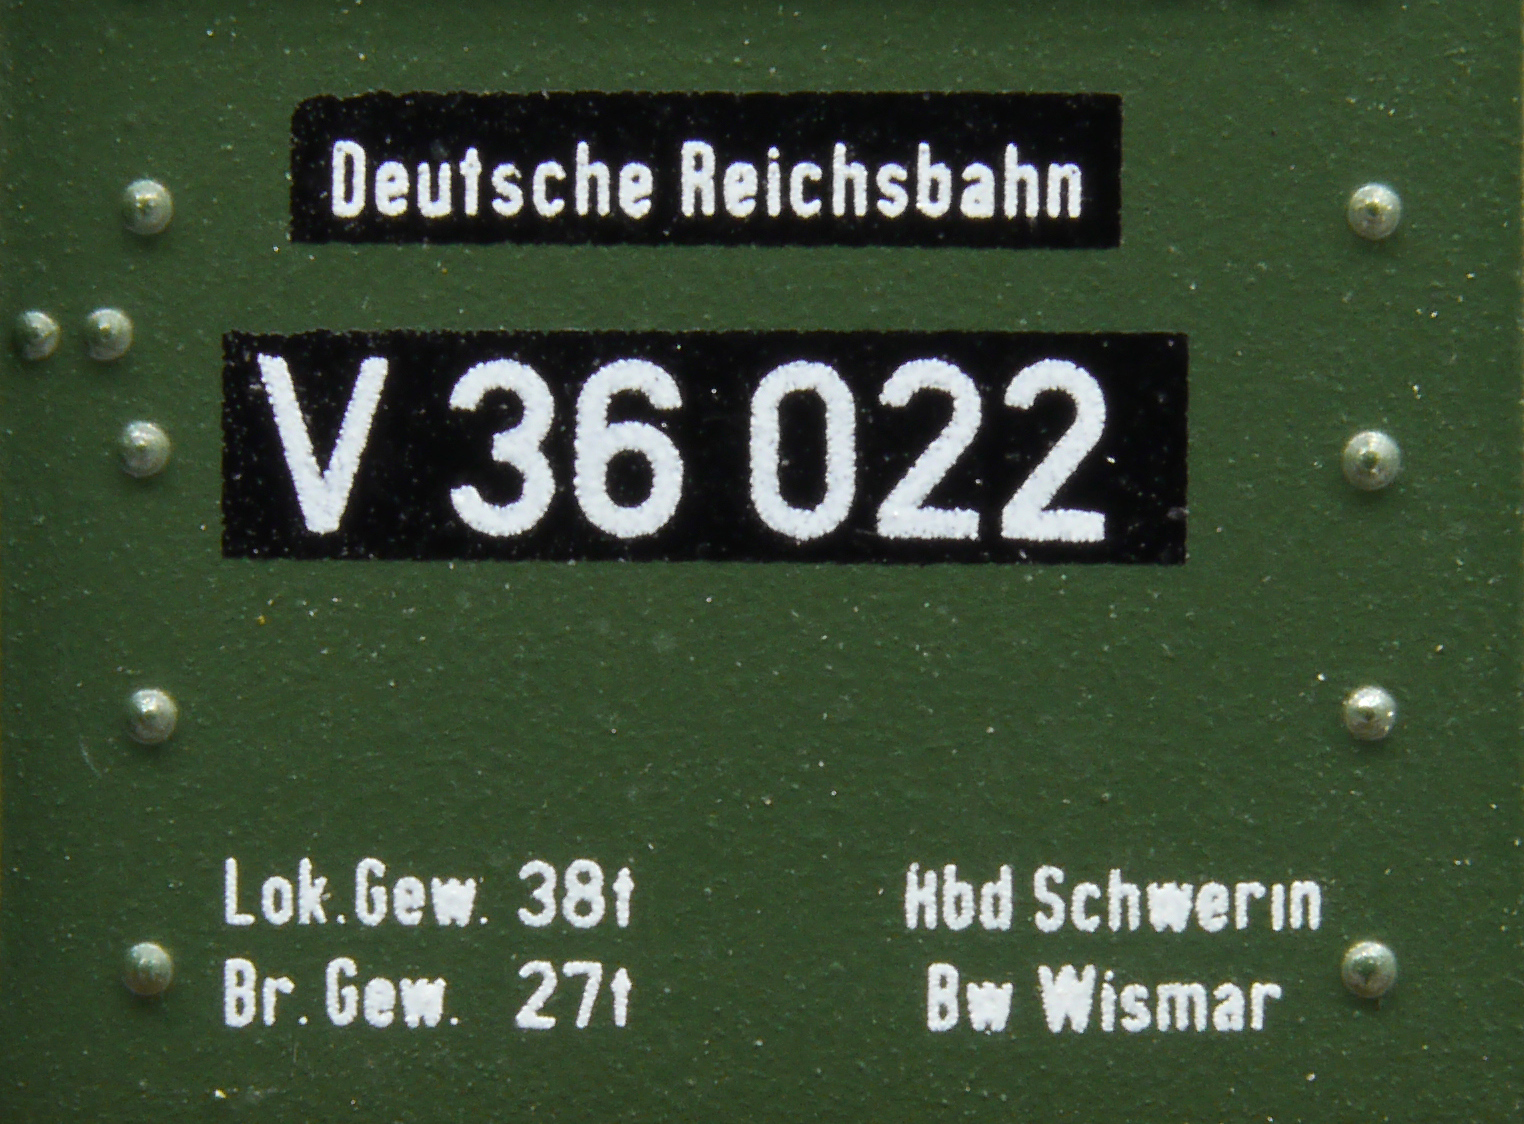 Deutsche Reichsbahn
V 36 022
Lok.Gew. 38t
Br. Gew. 27t
Hbd Schwerin
Bw Wismar